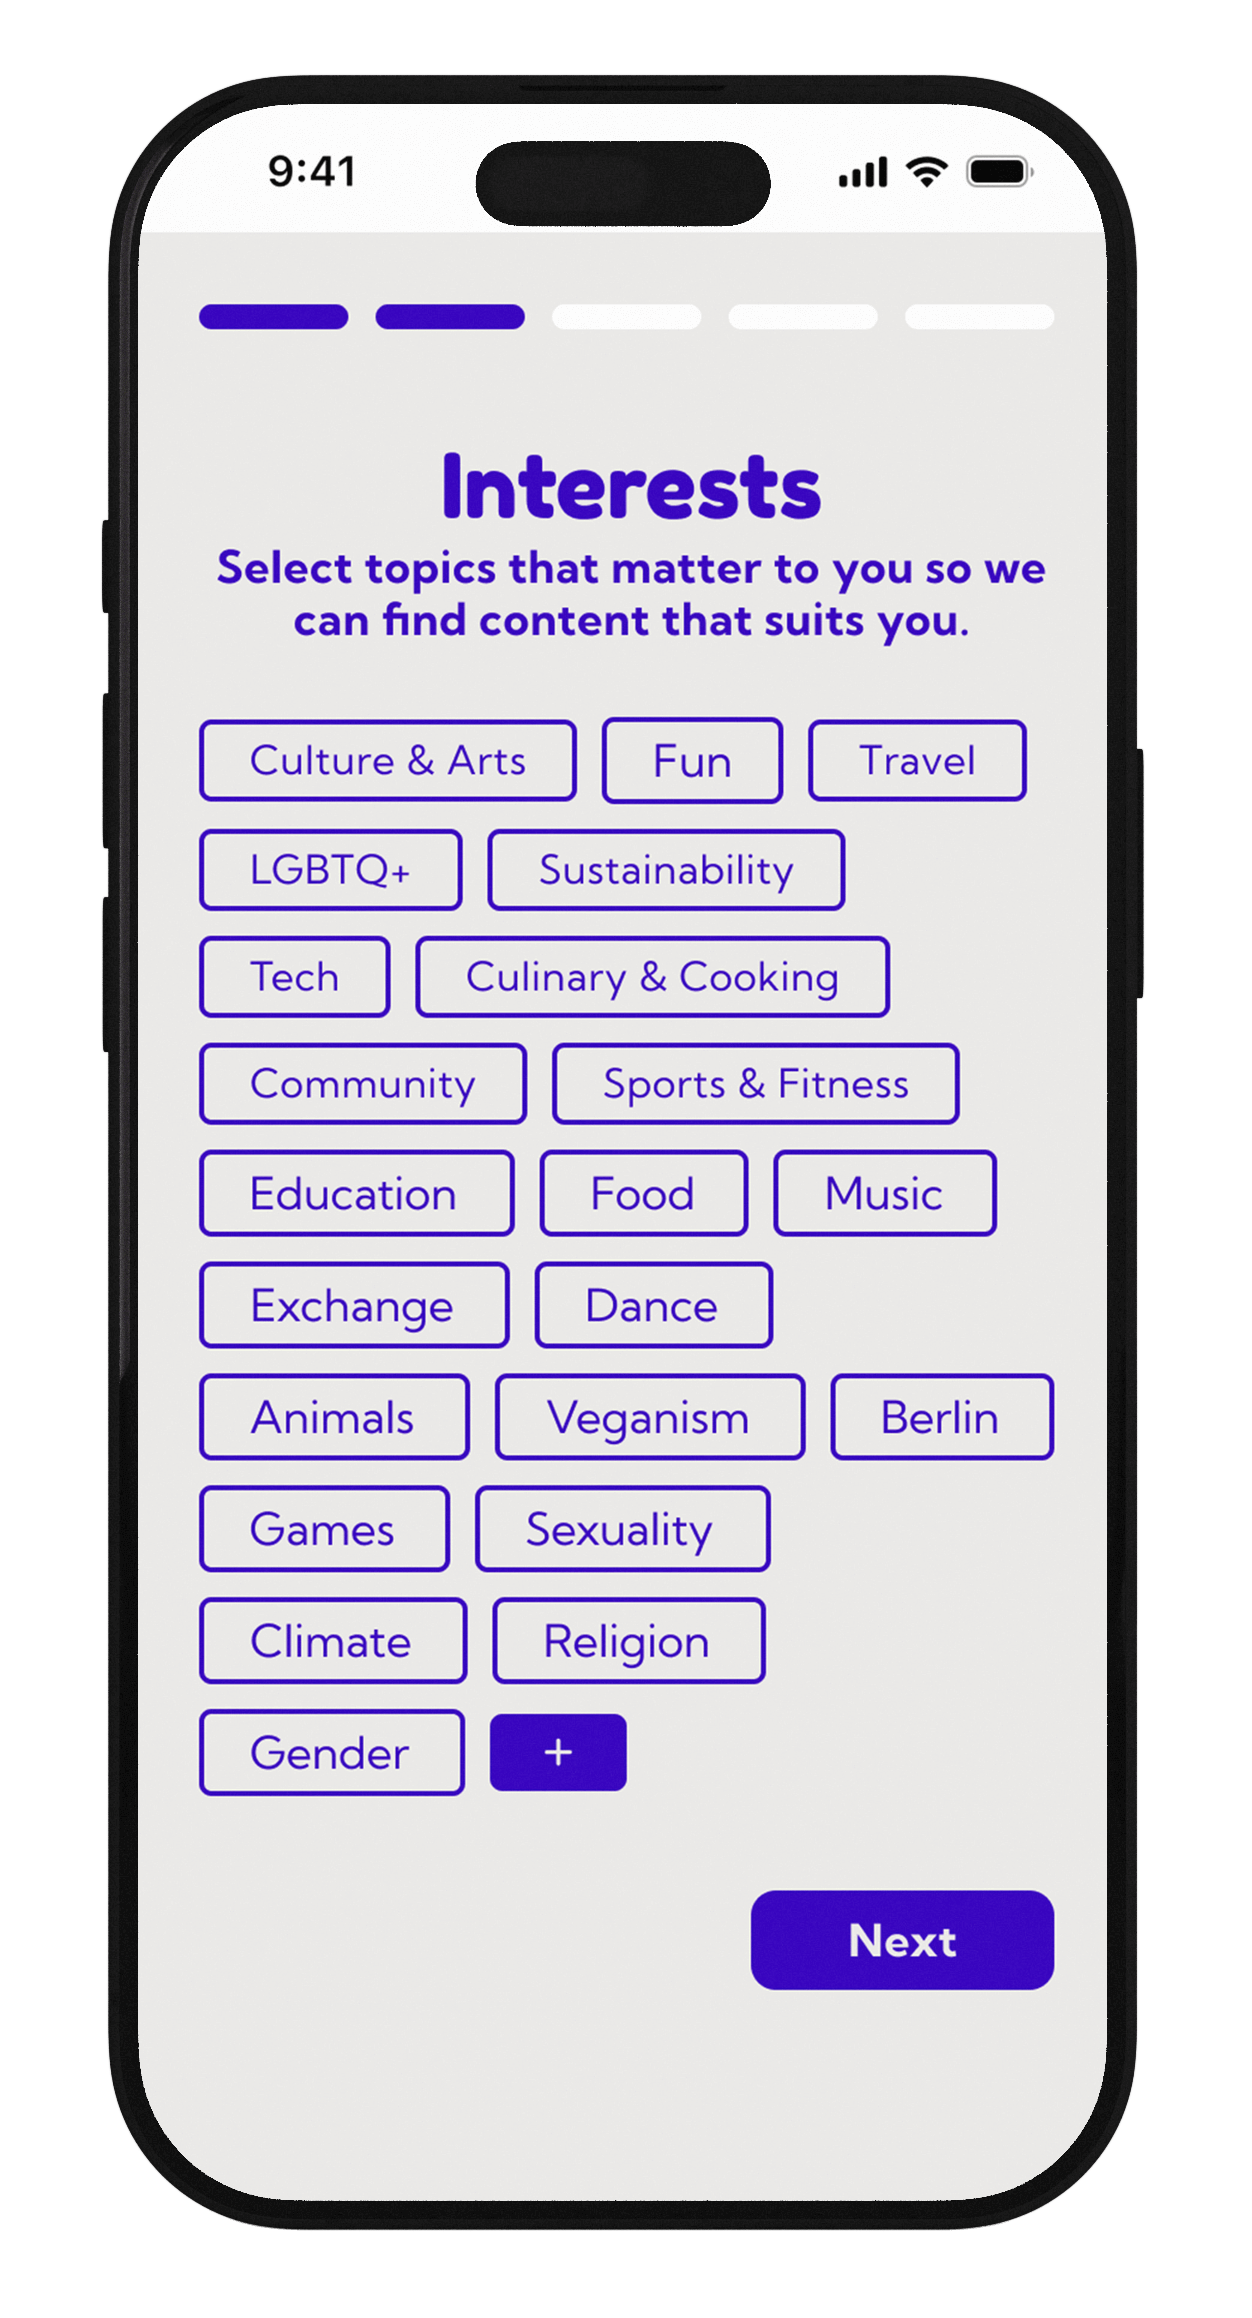 9:41
Interests
Select topics that matter to you so we
can find content that suits you.
Culture & Arts Fun Travel
LGBTQ+ Sustainability
Tech Culinary & Cooking
Community Sports & Fitness
Education Food Music
Exchange Dance
Animals Veganism Berlin
Games Sexuality
Climate Religion
Gender +
Next